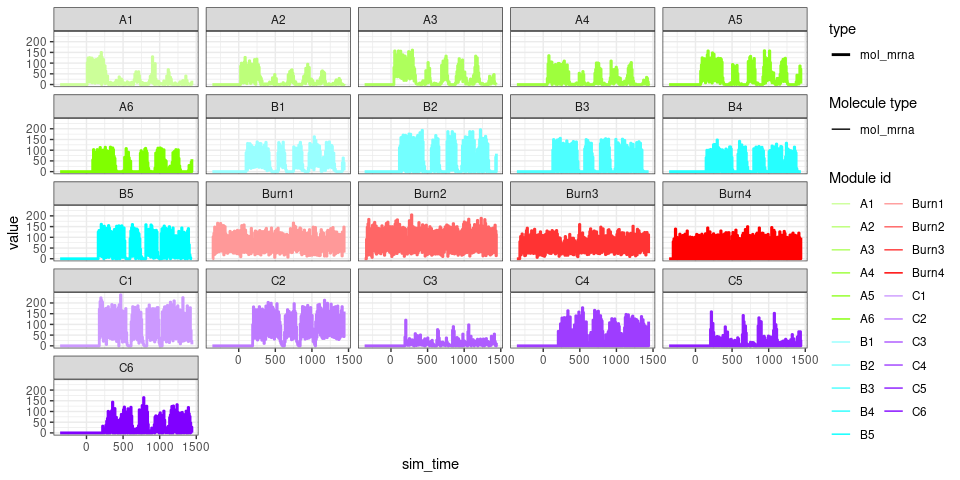 A1 A2 A3 A4 A5
200
150
100
50
0
A6 B1 B2 B3 B4
200
150
100
50
0
B5 Burn1 Burn2 Burn3 Burn4
200
150
100
50
0
C1 C2 C3 C4 C5
200
150
100
50
0
0 500 1000 1500 0 500 1000 1500 0 500 1000 1500 0 500 1000 1500
C6
200
150
100
50
0
0 500 1000 1500
sim_time
value
type
mol_mrna
Molecule type
mol_mrna
Module id
A1 Burn1
A2 Burn2
A3 Burn3
A4 Burn4
A5 C1
A6 C2
B1 C3
B2 C4
B3 C5
B4 C6
B5